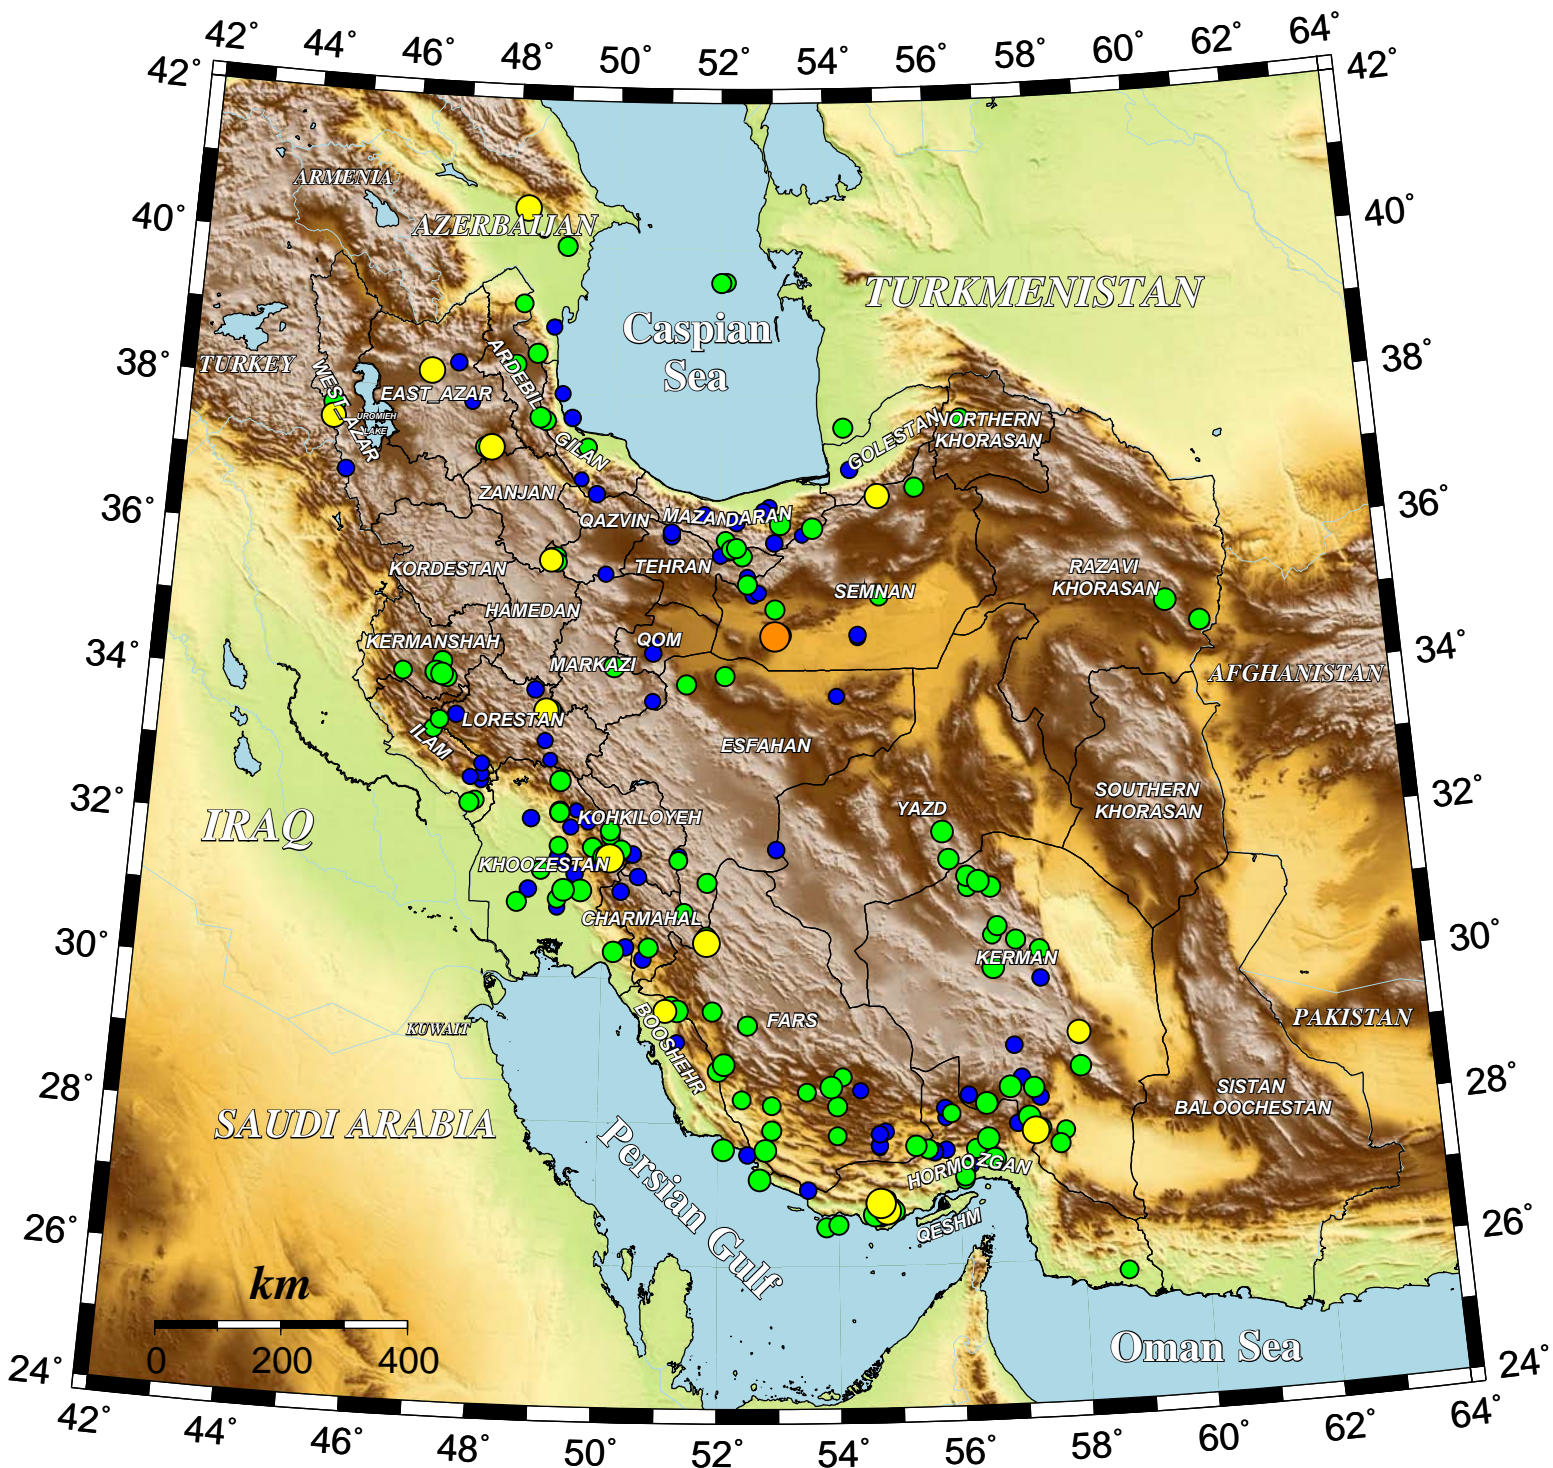 42° 44° 46° 48° 50° 52° 54° 56° 58° 60° 62° 64°
42° 42°
ARMENIA
40° AZERBAIJAN 40°
TURKMENISTAN
Caspian
Sea
38° TURKEY 38°
WEST_AZAR
EAST_AZAR
ARDEBIL
UROMIEH
LAKE
GILAN
GOLESTAN
NORTHERN
KHORASAN
36° ZANJAN 36°
QAZVIN
MAZANDARAN
KORDESTAN
TEHRAN
RAZAVI
KHORASAN
SEMNAN
HAMEDAN
34° KERMANSHAH QOM 34°
MARKAZI
AFGHANISTAN
LORESTAN
ILAM
ESFAHAN
32° 32°
SOUTHERN
KHORASAN
YAZD
IRAQ
KOHKILOYEH
KHOOZESTAN
CHARMAHAL
30° 30°
KERMAN
KUWAIT
BOOSHEHR
FARS
PAKISTAN
28° 28°
SISTAN
BALOOCHESTAN
SAUDI ARABIA
Persian Gulf
HORMOZGAN
QESHM
26° 26°
km
0 200 400
Oman Sea
24° 24°
42° 44° 46° 48° 50° 52° 54° 56° 58° 60° 62° 64°